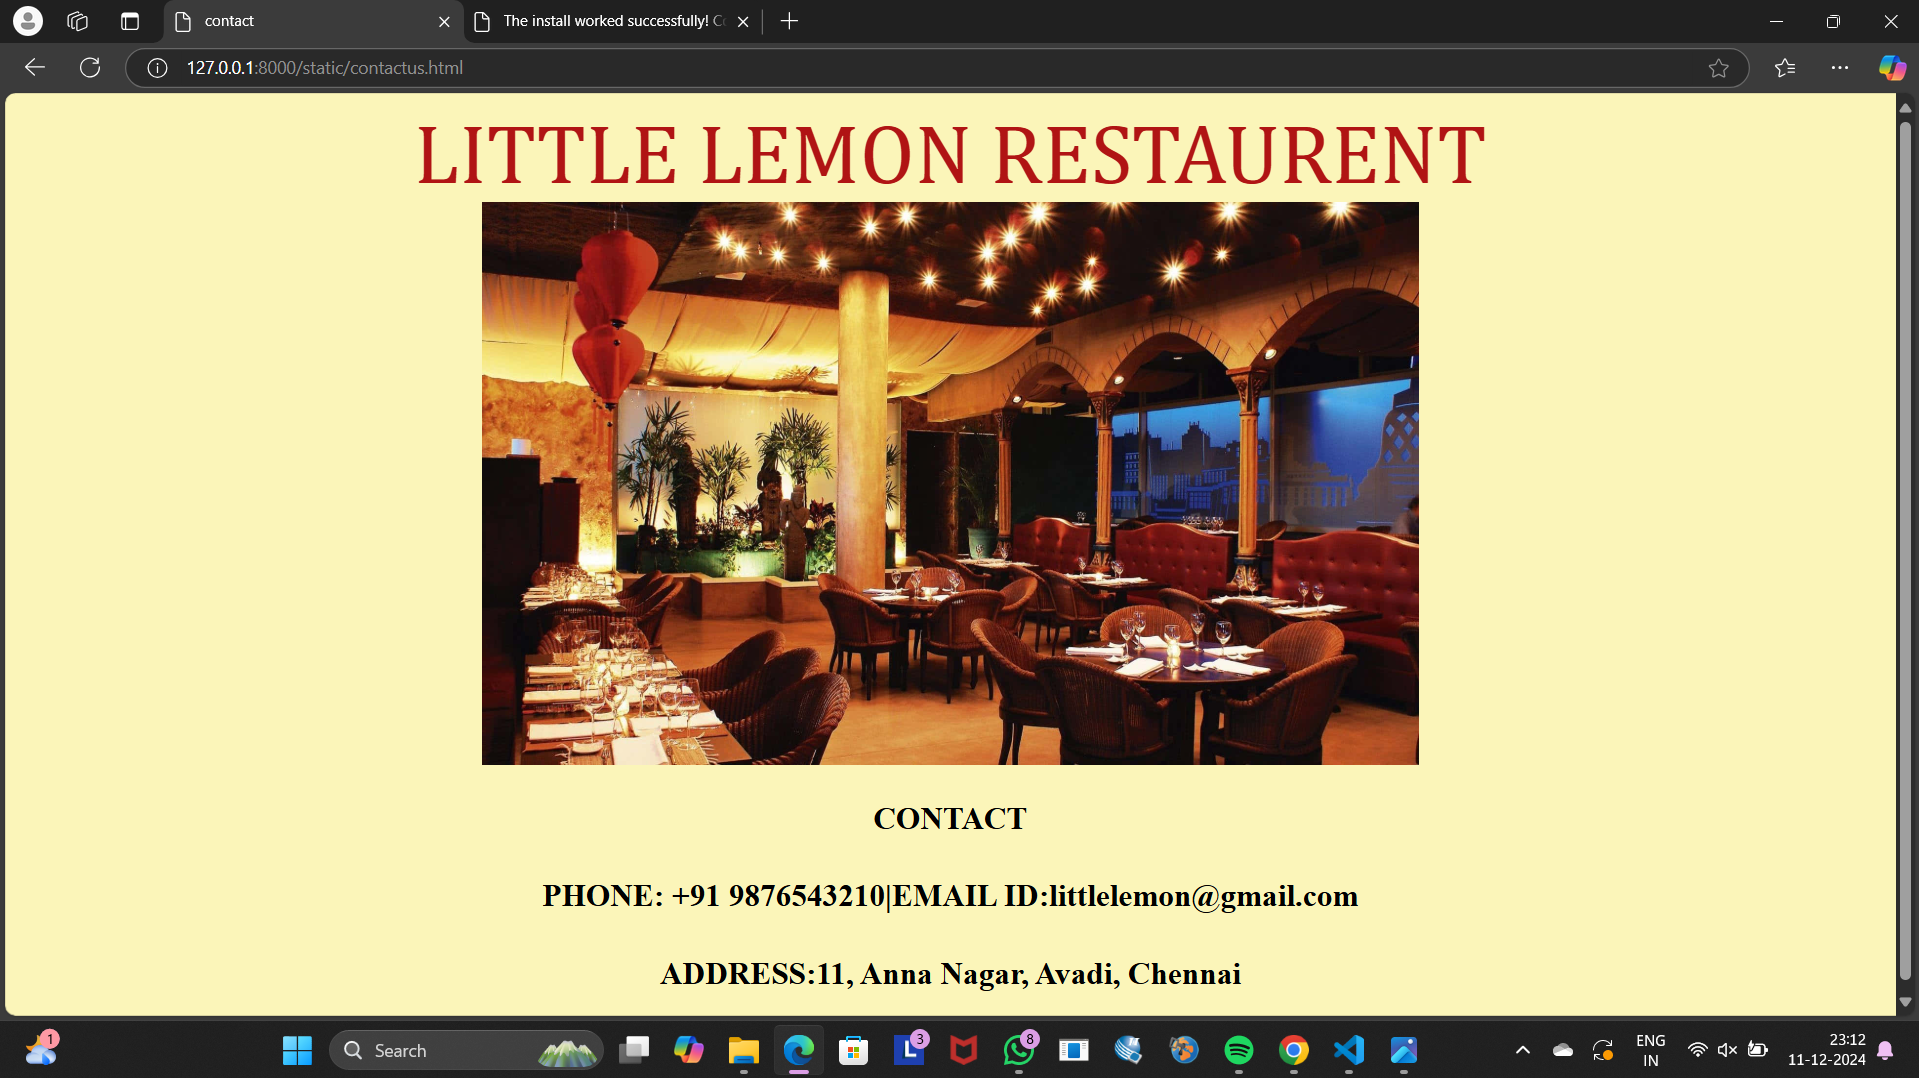 contact
The install worked successfully!
127.0.0.1:8000/static/contactus.html
LITTLE LEMON RESTAURENT
CONTACT
PHONE: +91 9876543210|EMAIL ID:littlelemon@gmail.com
ADDRESS:11, Anna Nagar, Avadi, Chennai
1
Search
L
3
8
ENG
IN
23:12
11-12-2024